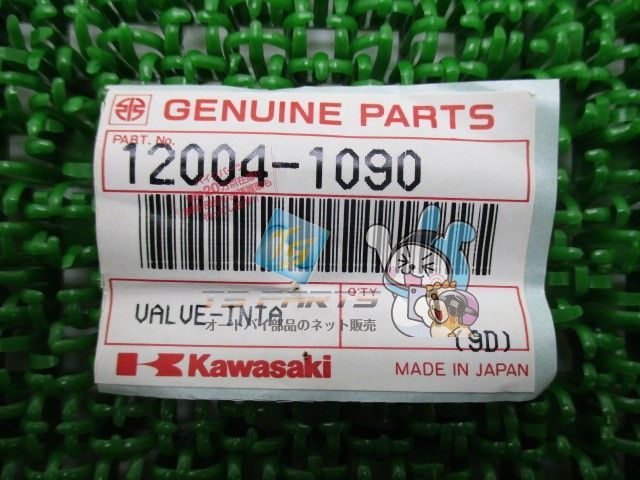 GENUINE PARTS
PART. No.
12004-1090
TS PARTS
Q'TY
VALVE-INTA
オートバイ部品のネット販売
(9D)
Kawasaki
MADE IN JAPAN